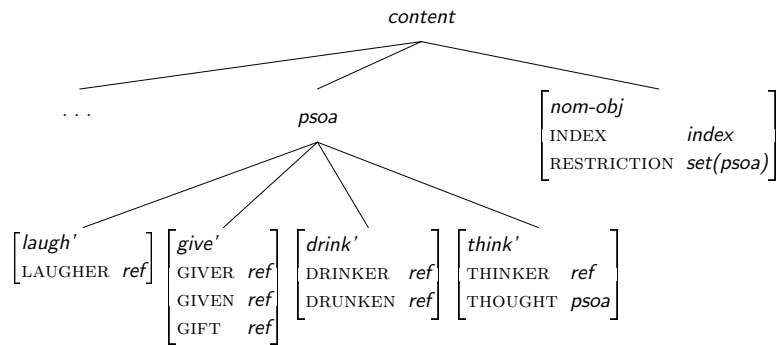 content
. . .
psoa
nom-obj
INDEX index
RESTRICTION set(psoa)
laugh'
LAUGHER ref
give'
GIVER ref
GIVEN ref
GIFT ref
drink'
DRINKER ref
DRUNKEN ref
think'
THINKER ref
THOUGHT psoa